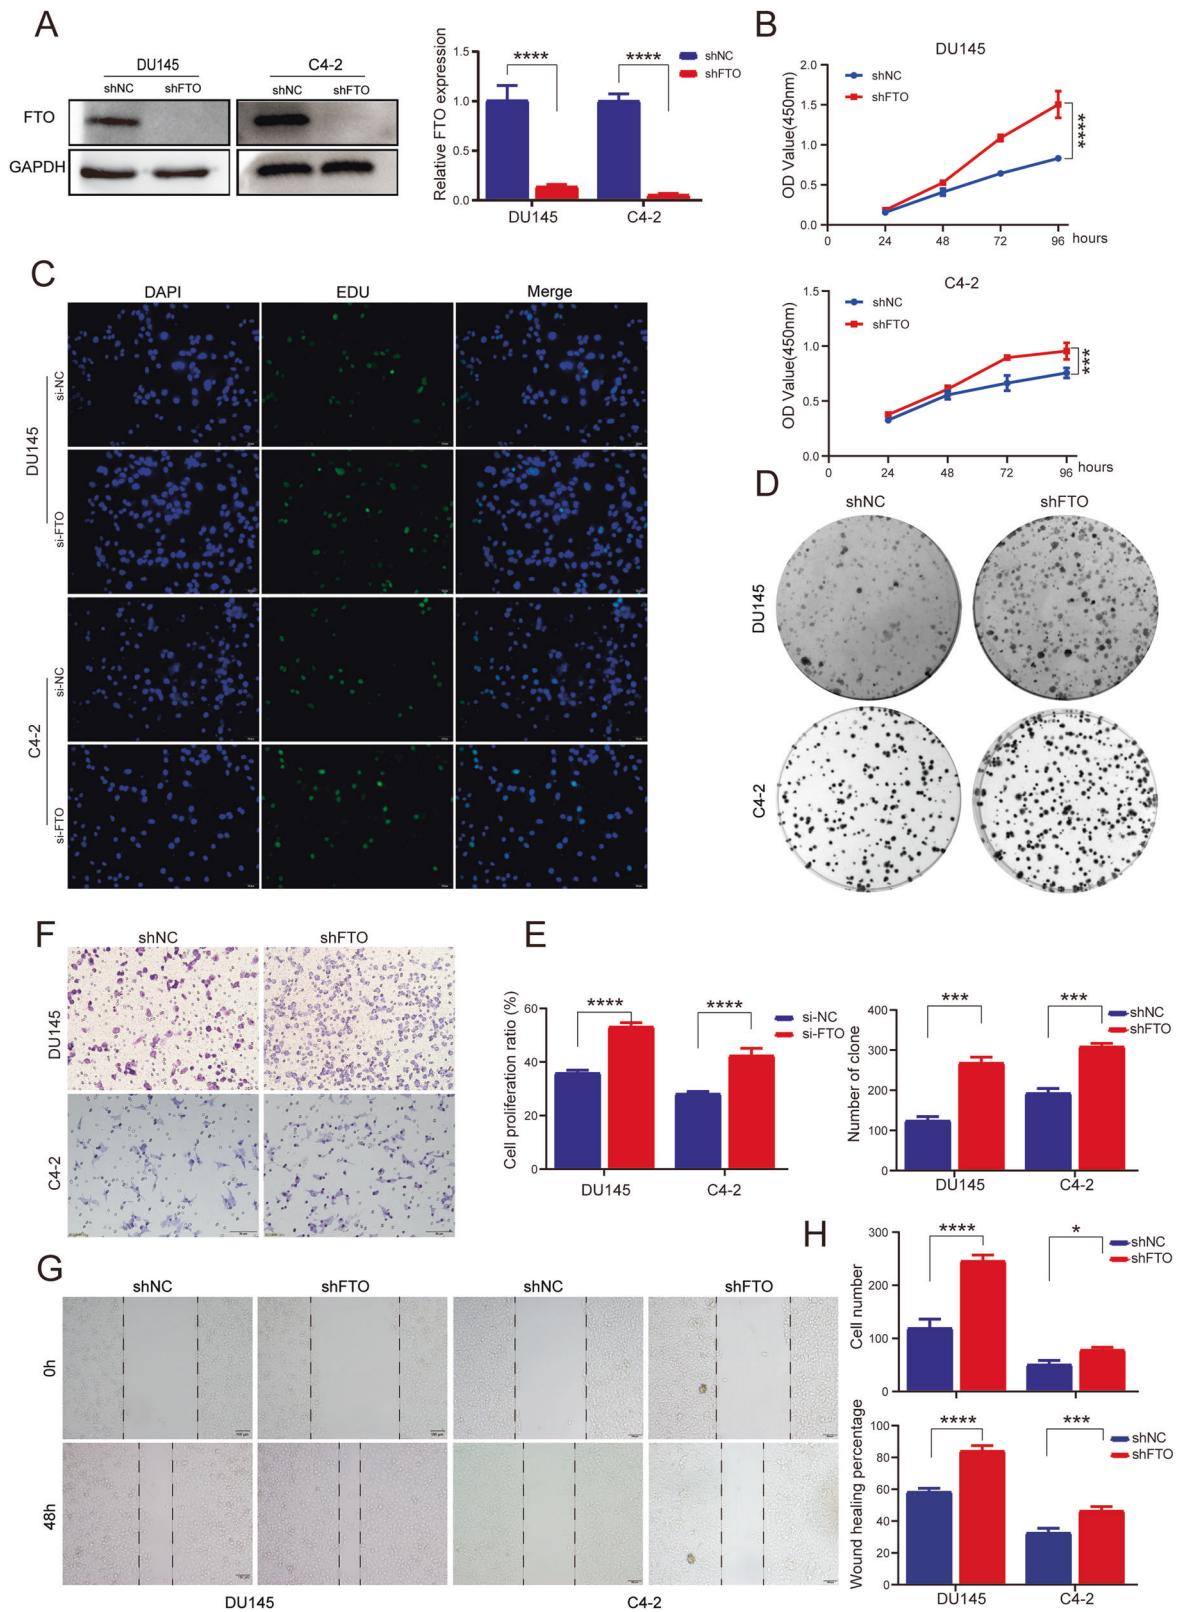 A
DU145
C4-2
shNC
shFTO
shNC
shFTO
FTO
GAPDH
Relative FTO expression
1.5
1.0
0.5
0.0
****
****
shNC
shFTO
DU145
C4-2
B
DU145
OD Value(450nm)
2.0
1.5
1.0
0.5
0.0
shNC
shFTO
****
0
24
48
72
96
hours
C4-2
OD Value(450nm)
1.5
1.0
0.5
0.0
shNC
shFTO
***
0
24
48
72
96
hours
C
DAPI
EDU
Merge
DU145
si-NC
si-FTO
C4-2
si-NC
si-FTO
D
shNC
shFTO
DU145
C4-2
F
shNC
shFTO
DU145
C4-2
E
Cell proliferation ratio (%)
60
40
20
0
****
****
si-NC
si-FTO
DU145
C4-2
Number of clone
400
300
200
100
0
***
***
shNC
shFTO
DU145
C4-2
G
shNC
shFTO
shNC
shFTO
0h
48h
DU145
C4-2
H
Cell number
300
200
100
0
****
*
shNC
shFTO
Wound healing percentage
100
80
60
40
20
0
****
***
shNC
shFTO
DU145
C4-2